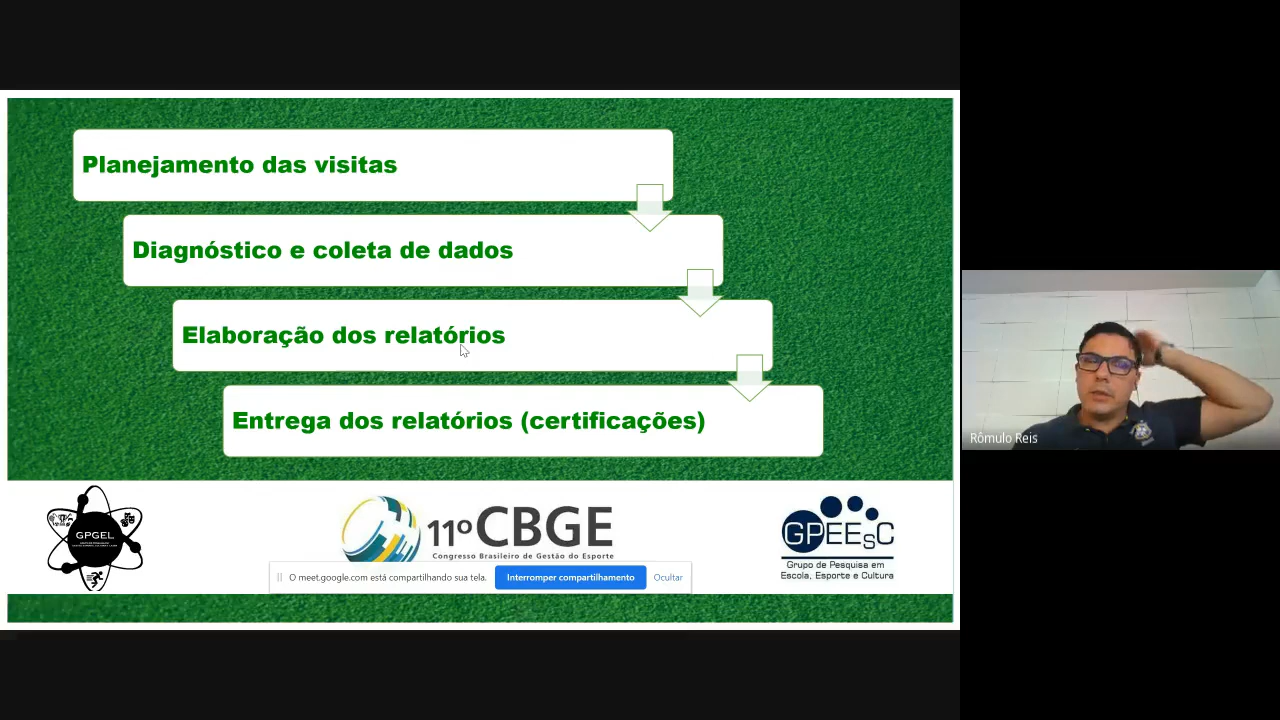 Planejamento das visitas
Diagnóstico e coleta de dados
Elaboração dos relatórios
Entrega dos relatórios (certificações)
GPGEL
11º CBGE
Congresso Brasileiro de Gestão do Esporte
GPEEsC
Grupo de Pesquisa em
Escola, Esporte e Cultura
O meet.google.com está compartilhando sua tela.
Interromper compartilhamento
Ocultar
Rômulo Reis